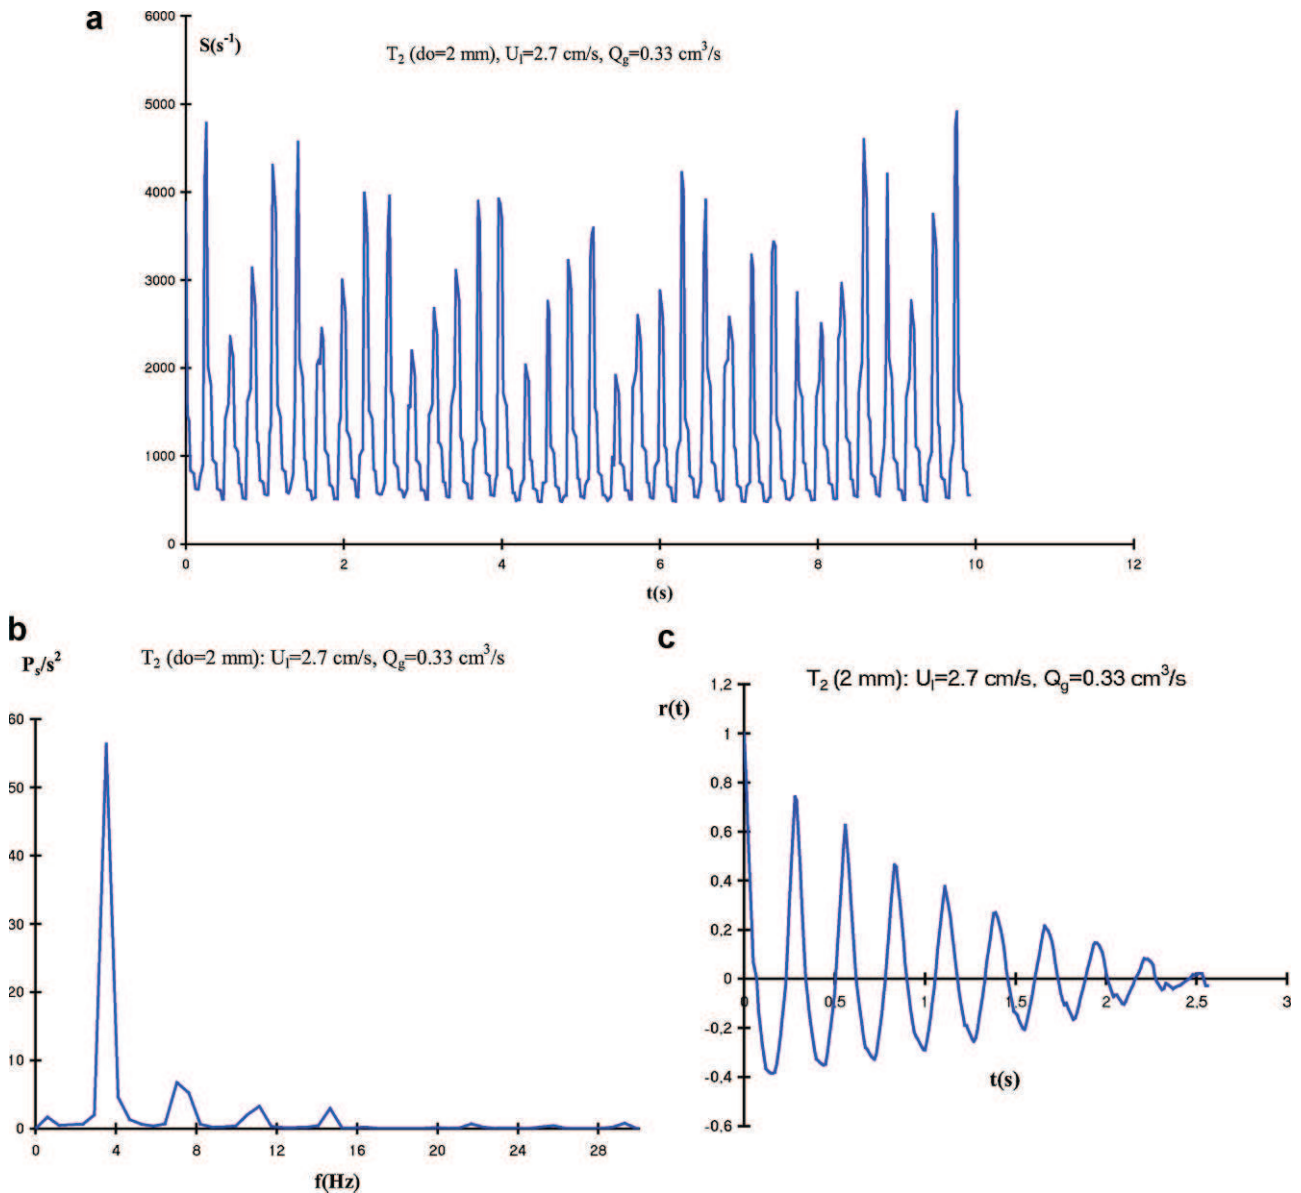 a
6000
S(s⁻¹)
T₂ (do=2 mm), Uₗ=2.7 cm/s, Q_g=0.33 cm³/s
5000
4000
3000
2000
1000
0
0 2 4 6 8 10 12
t(s)
b
Pₛ/s²
T₂ (do=2 mm): Uₗ=2.7 cm/s, Q_g=0.33 cm³/s
60
50
40
30
20
10
0
0 4 8 12 16 20 24 28
f(Hz)
c
T₂ (2 mm): Uₗ=2.7 cm/s, Q_g=0.33 cm³/s
1,2
r(t)
1
0,8
0,6
0,4
0,2
0
0 0,5 1 1,5 2 2,5 3
-0,2
-0,4
t(s)
-0,6